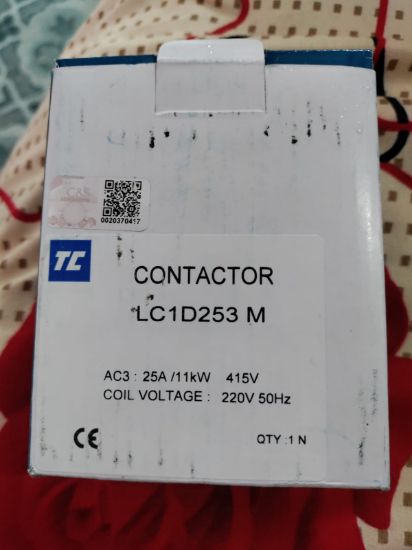 C&S
0020370417
TC
CONTACTOR
LC1D253 M
AC3 : 25A /11kW 415V
COIL VOLTAGE : 220V 50Hz
CE
QTY :1 N